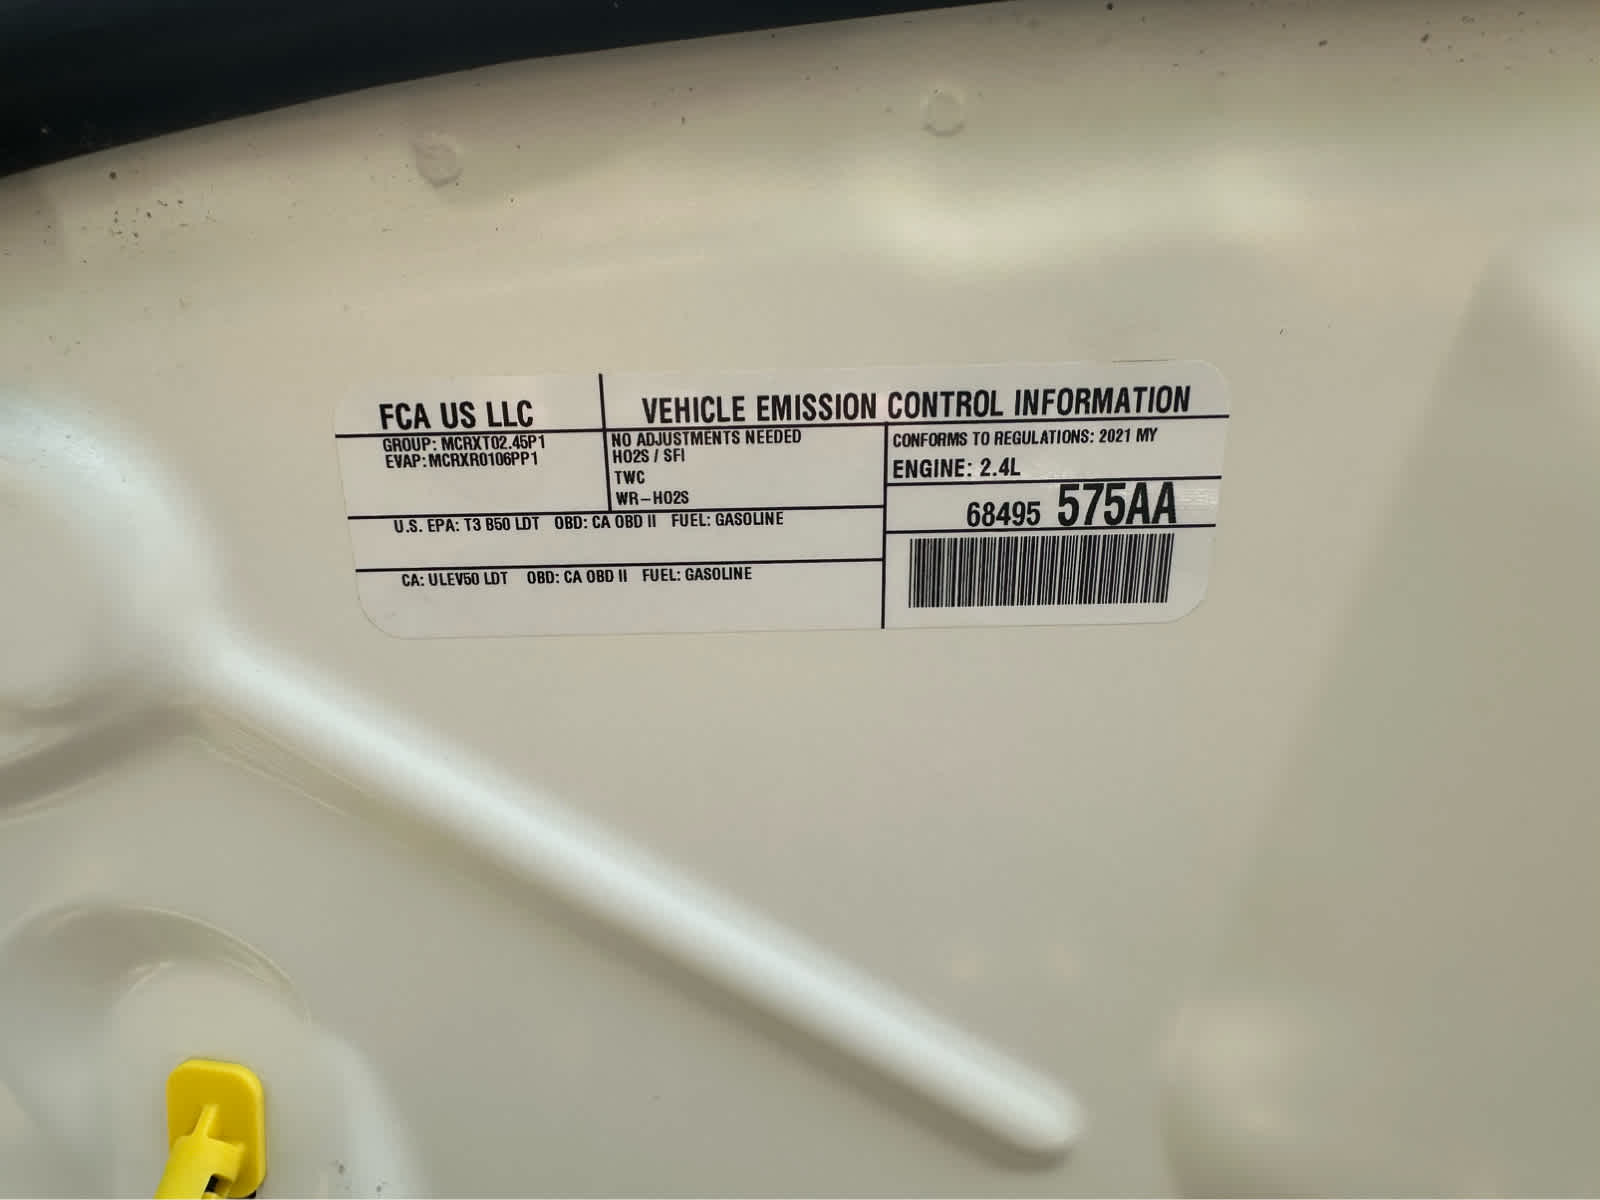 FCA US LLC
GROUP: MCRXT02.45P1
EVAP: MCRXR0106PP1
VEHICLE EMISSION CONTROL INFORMATION
NO ADJUSTMENTS NEEDED
HO2S / SFI
TWC
WR-HO2S
CONFORMS TO REGULATIONS: 2021 MY
ENGINE: 2.4L
68495 575AA
U.S. EPA: T3 B50 LDT OBD: CA OBD II FUEL: GASOLINE
CA: ULEV50 LDT OBD: CA OBD II FUEL: GASOLINE